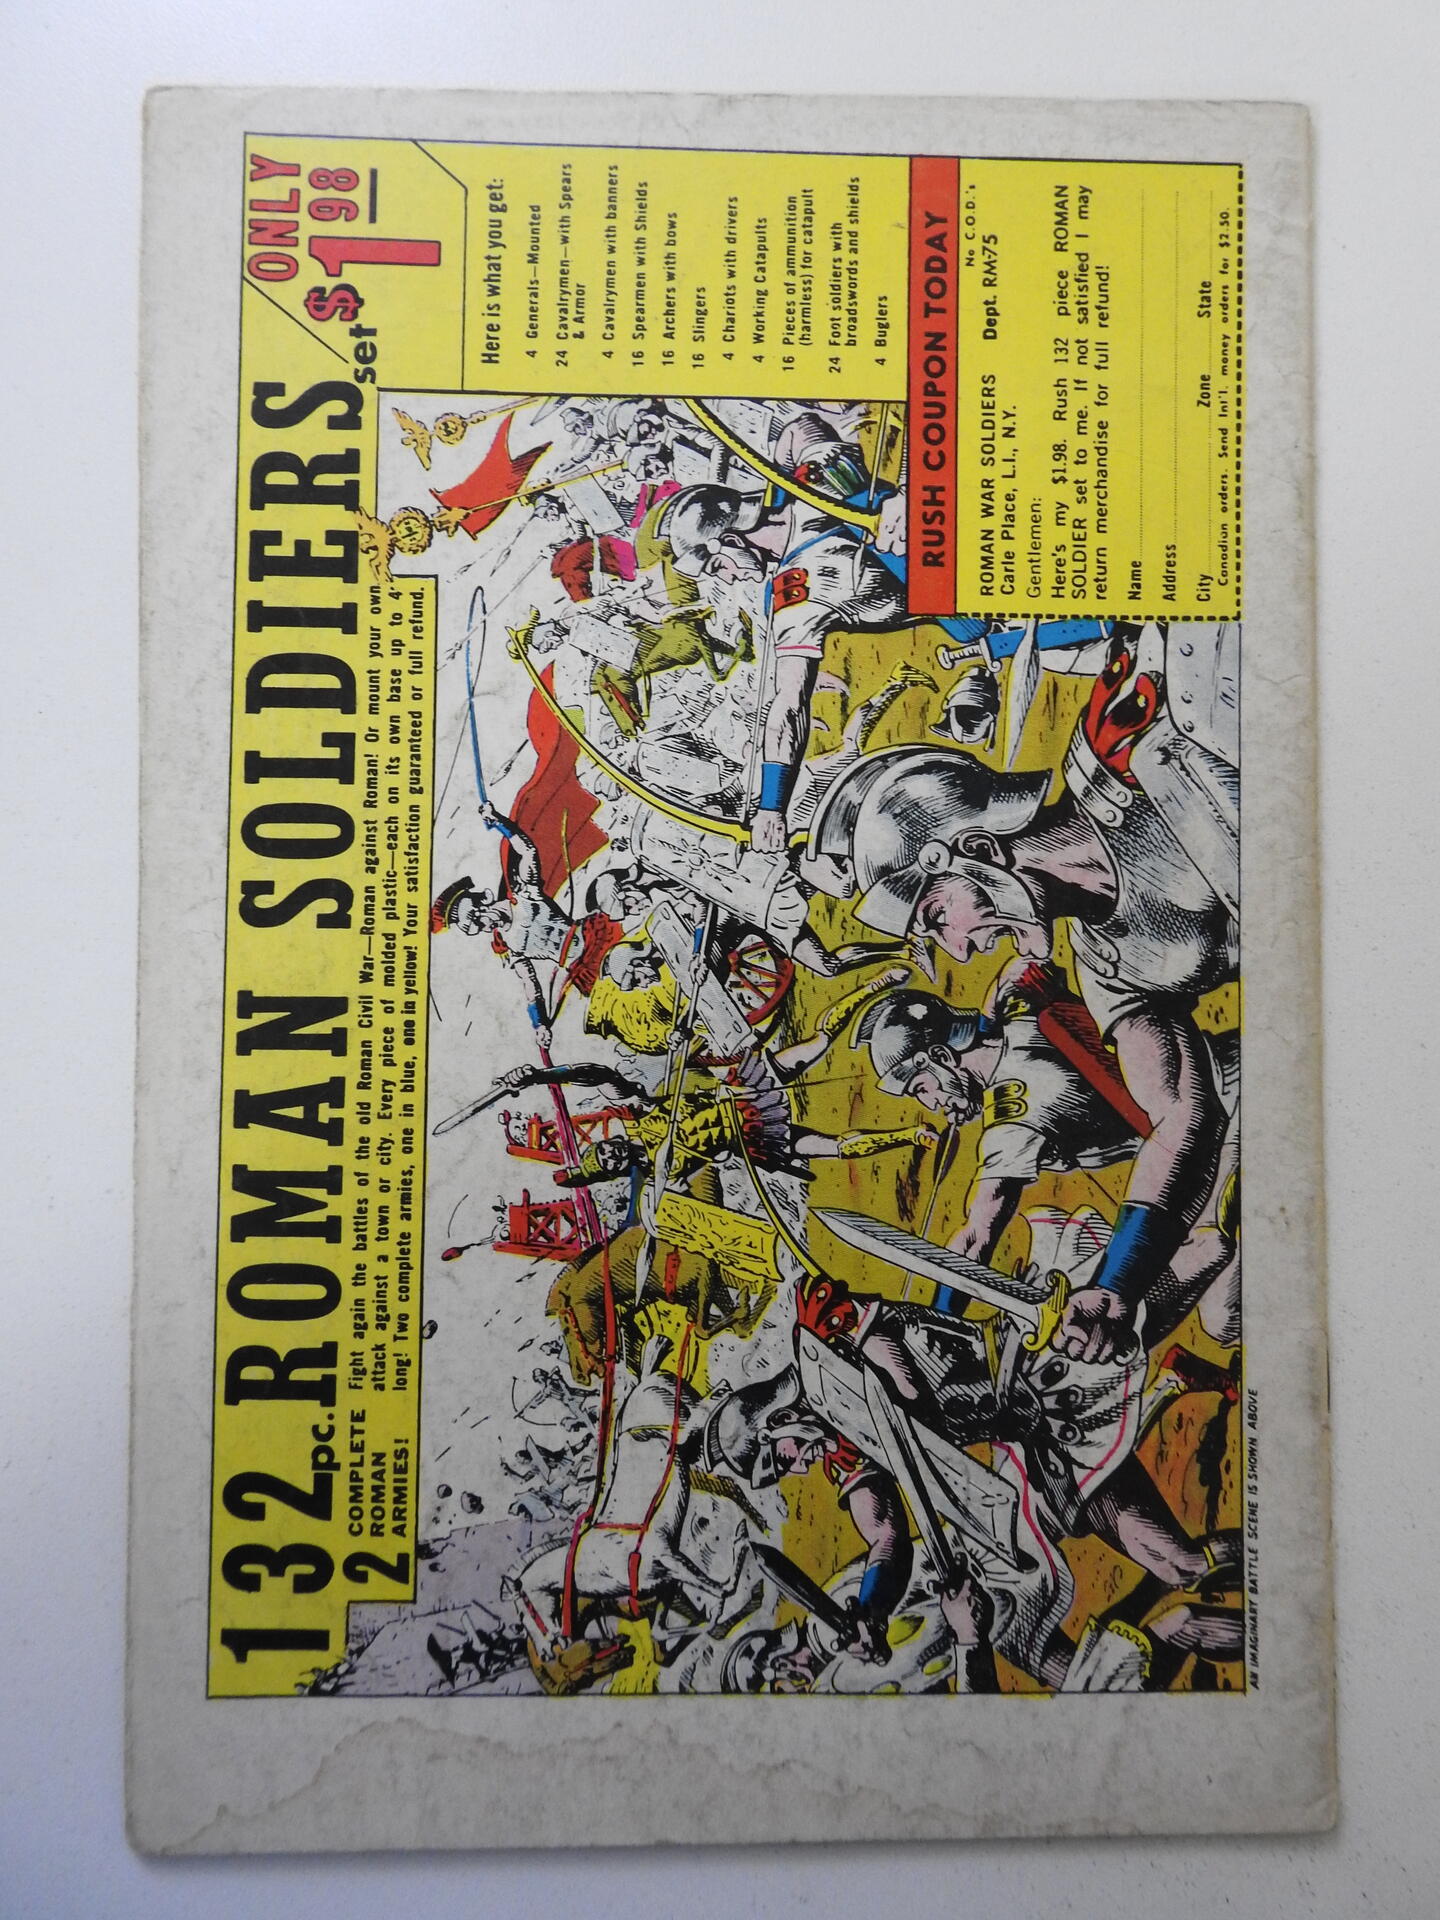 132 pc. ROMAN SOLDIERS set
ONLY
$1.98
2 COMPLETE
ROMAN
ARMIES!
Fight again the battles of the old Roman Civil War—Roman against Roman! Or mount your own
attack against a town or city. Every piece of molded plastic—each on its own base up to 4"
long! Two complete armies, one in blue, one in yellow! Your satisfaction guaranteed or full refund.
Here is what you get:
4 Generals—Mounted
24 Cavalrymen—with Spears
& Armor
4 Cavalrymen with banners
16 Spearmen with Shields
16 Archers with bows
16 Slingers
4 Chariots with drivers
4 Working Catapults
16 Pieces of ammunition
(harmless) for catapult
24 Foot soldiers with
broadswords and shields
4 Buglers
RUSH COUPON TODAY
No C.O.D.'s
ROMAN WAR SOLDIERS Dept. RM-75
Carle Place, L.I., N.Y.
Gentlemen:
Here's my $1.98. Rush 132 piece ROMAN
SOLDIER set to me. If not satisfied I may
return merchandise for full refund!
Name
Address
City Zone State
Canadian orders. Send Int'l. money orders for $2.50.
AN IMAGINARY BATTLE SCENE IS SHOWN ABOVE